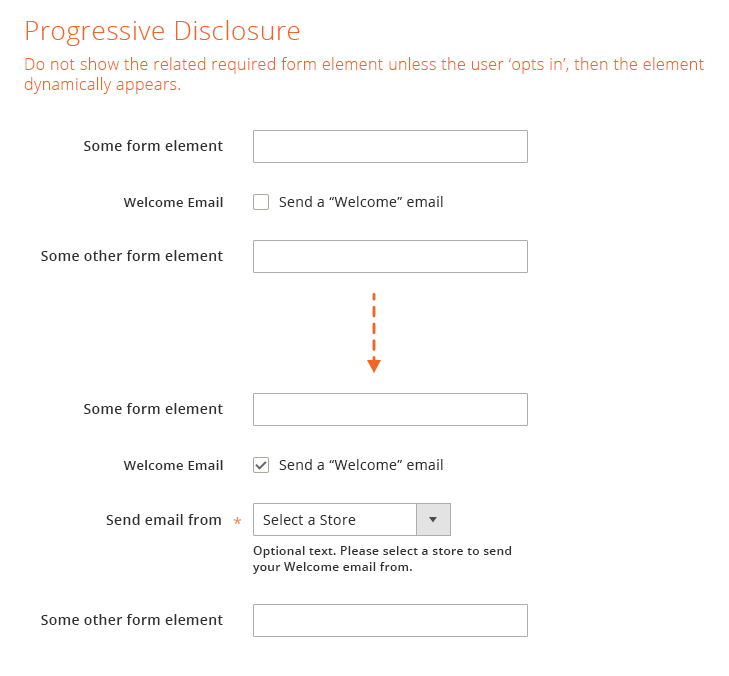 Progressive Disclosure
Do not show the related required form element unless the user ‘opts in’, then the element
dynamically appears.
Some form element
Welcome Email Send a “Welcome” email
Some other form element
Some form element
Welcome Email Send a “Welcome” email
Send email from * Select a Store
Optional text. Please select a store to send
your Welcome email from.
Some other form element